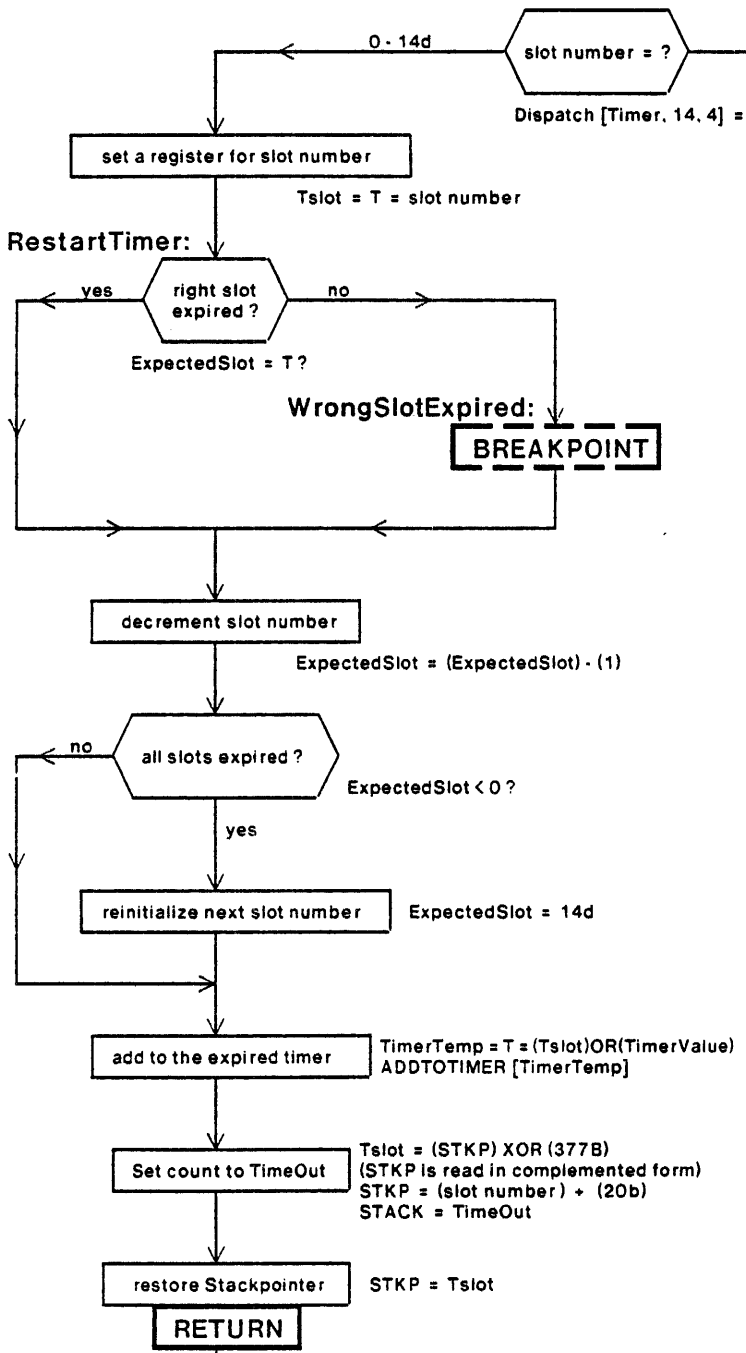 0 - 14d
slot number = ?
Dispatch [Timer, 14, 4] =
set a register for slot number
Tslot = T = slot number
RestartTimer:
yes
right slot
expired ?
no
ExpectedSlot = T ?
WrongSlotExpired:
BREAKPOINT
decrement slot number
ExpectedSlot = (ExpectedSlot) - (1)
no
all slots expired ?
ExpectedSlot < 0 ?
yes
reinitialize next slot number
ExpectedSlot = 14d
add to the expired timer
TimerTemp = T = (Tslot)OR(TimerValue)
ADDTOTIMER [TimerTemp]
Set count to TimeOut
Tslot = (STKP) XOR (377B)
(STKP is read in complemented form)
STKP = (slot number) + (20b)
STACK = TimeOut
restore Stackpointer
STKP = Tslot
RETURN